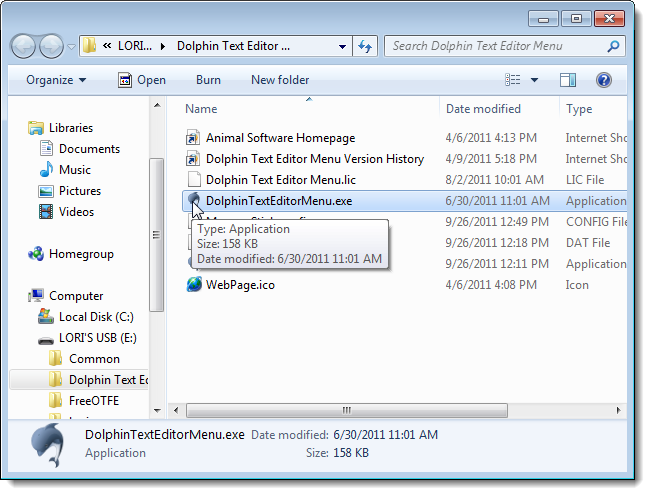 « LORI... ▸ Dolphin Text Editor ...
Search Dolphin Text Editor Menu
Organize Open Burn New folder
Name Date modified Type
Libraries
Documents
Music
Pictures
Videos
Homegroup
Computer
Local Disk (C:)
LORI'S USB (E:)
Common
Dolphin Text Ed
FreeOTFE
Animal Software Homepage 4/6/2011 4:13 PM Internet Sho
Dolphin Text Editor Menu Version History 4/9/2011 5:18 PM Internet Sho
Dolphin Text Editor Menu.lic 8/2/2011 10:01 AM LIC File
DolphinTextEditorMenu.exe 6/30/2011 11:01 AM Application
9/26/2011 12:49 PM CONFIG File
9/26/2011 12:18 PM DAT File
9/26/2011 12:11 PM Application
WebPage.ico 4/6/2011 4:08 PM Icon
Type: Application
Size: 158 KB
Date modified: 6/30/2011 11:01 AM
DolphinTextEditorMenu.exe Date modified: 6/30/2011 11:01 AM
Application Size: 158 KB